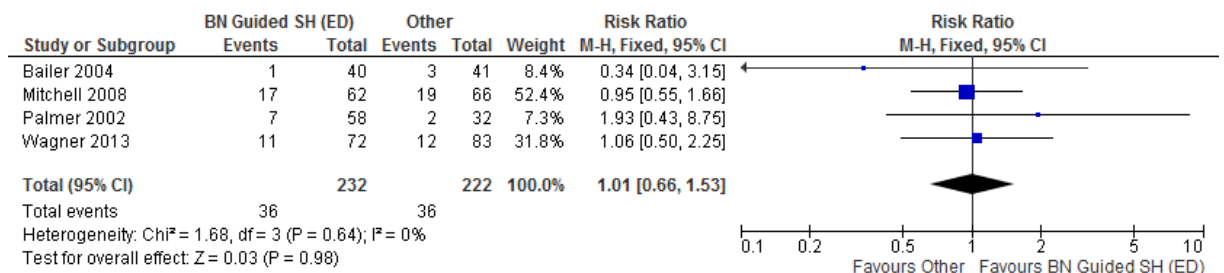 BN Guided SH (ED) Other Risk Ratio Risk Ratio
Study or Subgroup Events Total Events Total Weight M-H, Fixed, 95% CI M-H, Fixed, 95% CI
Bailer 2004 1 40 3 41 8.4% 0.34 [0.04, 3.15]
Mitchell 2008 17 62 19 66 52.4% 0.95 [0.55, 1.66]
Palmer 2002 7 58 2 32 7.3% 1.93 [0.43, 8.75]
Wagner 2013 11 72 12 83 31.8% 1.06 [0.50, 2.25]
Total (95% CI) 232 222 100.0% 1.01 [0.66, 1.53]
Total events 36 36
Heterogeneity: Chi² = 1.68, df = 3 (P = 0.64); I² = 0%
Test for overall effect: Z = 0.03 (P = 0.98)
0.1 0.2 0.5 1 2 5 10
Favours Other Favours BN Guided SH (ED)